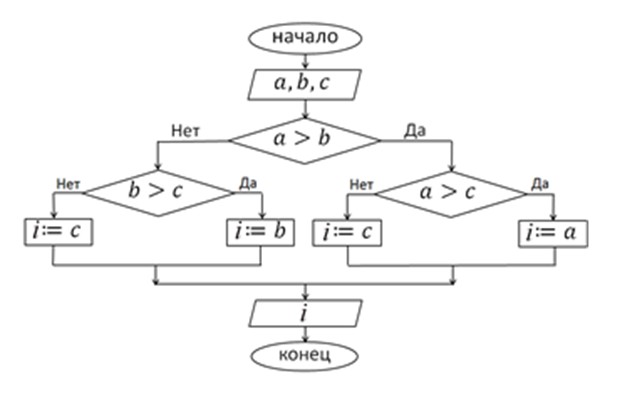 начало
a, b, c
Нет
a > b
Да
Нет
b > c
Да
Нет
a > c
Да
i:= c
i:= b
i:= c
i:= a
i
конец